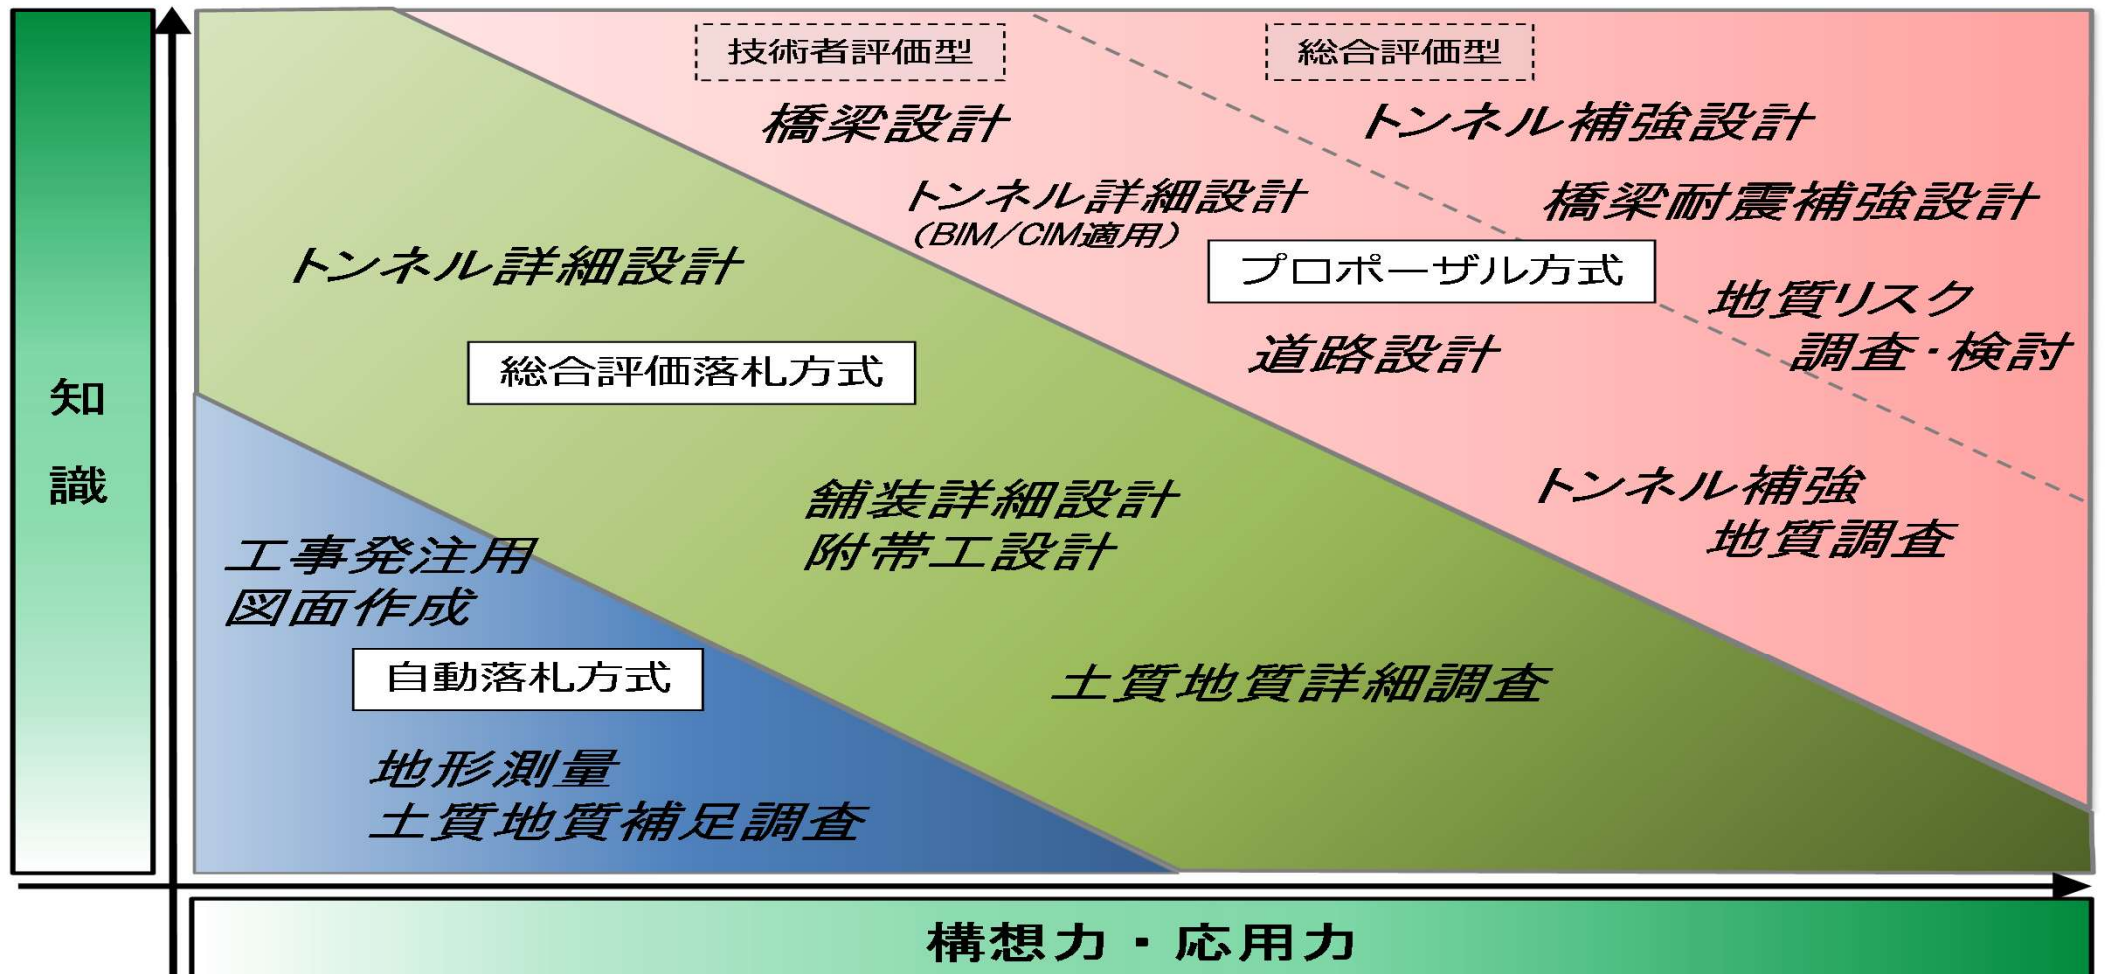 知識
技術者評価型
総合評価型
橋梁設計
トンネル補強設計
トンネル詳細設計
（BIM/CIM適用）
橋梁耐震補強設計
プロポーザル方式
トンネル詳細設計
地質リスク
調査・検討
道路設計
総合評価落札方式
トンネル補強
地質調査
舗装詳細設計
附帯工設計
工事発注用
図面作成
自動落札方式
土質地質詳細調査
地形測量
土質地質補足調査
構想力・応用力